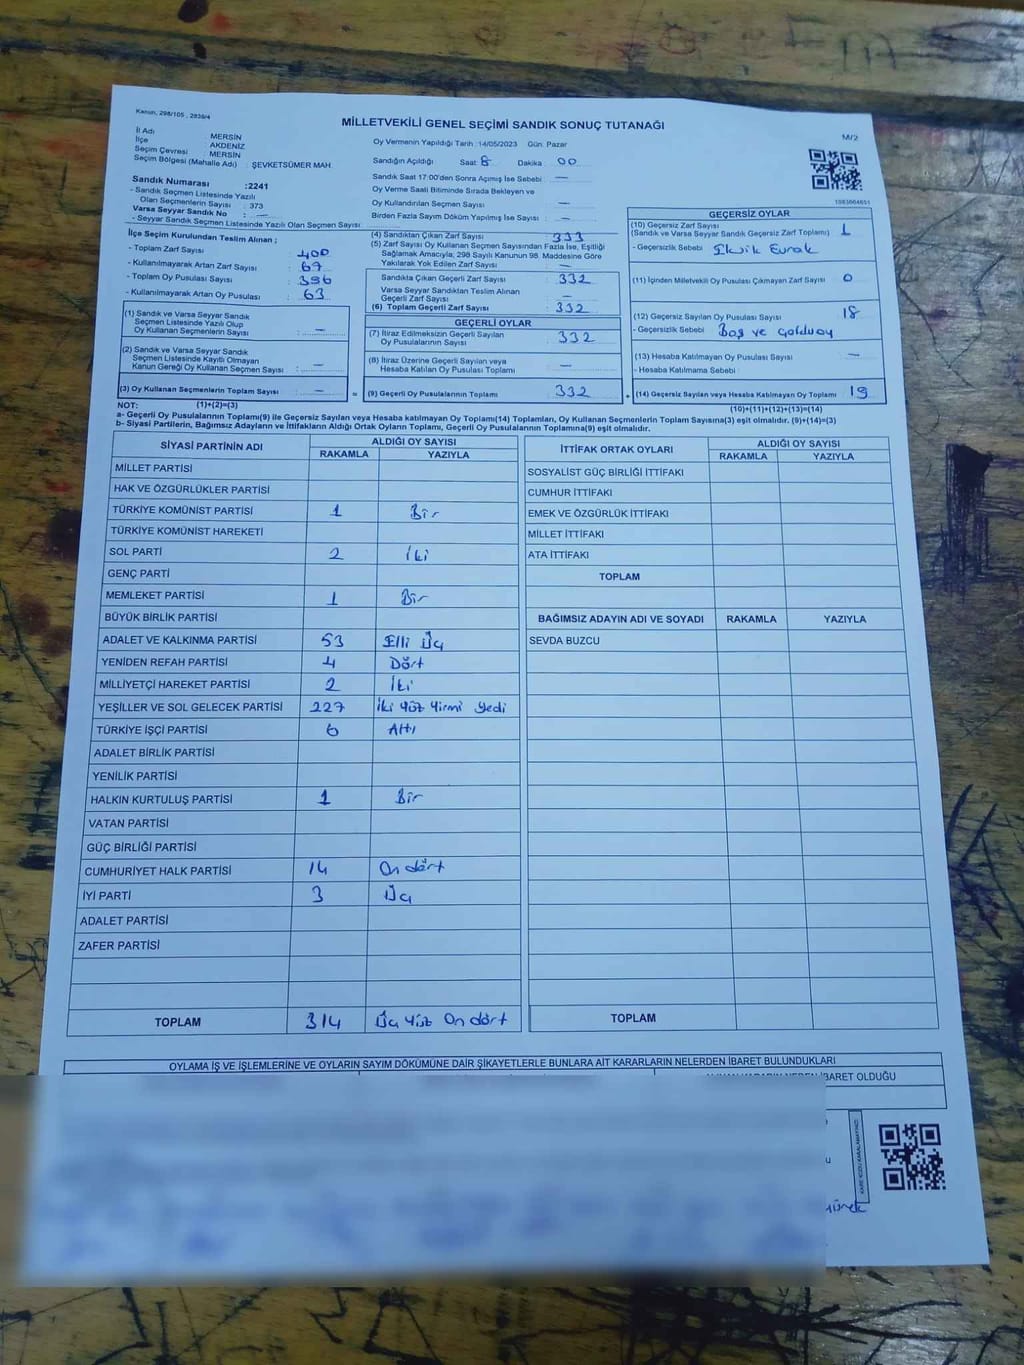 Kanun, 298/105 , 2839/4
MİLLETVEKİLİ GENEL SEÇİMİ SANDIK SONUÇ TUTANAĞI
M/2
İl Adı MERSİN
İlçe AKDENİZ
Seçim Çevresi MERSİN
Seçim Bölgesi (Mahalle Adı) : ŞEVKETSÜMER MAH.
Oy Vermenin Yapıldığı Tarih : 14/05/2023 Gün: Pazar
Sandığın Açıldığı Saat 8 Dakika 00
Sandık Saat 17:00'den Sonra Açılmış İse Sebebi —
Oy Verme Saati Bitiminde Sırada Bekleyen ve
Oy Kullandırılan Seçmen Sayısı —
Birden Fazla Sayım Döküm Yapılmış İse Sayısı —
Sandık Numarası :2241
- Sandık Seçmen Listesinde Yazılı
Olan Seçmenlerin Sayısı : 373
Varsa Seyyar Sandık No : —
- Seyyar Sandık Seçmen Listesinde Yazılı Olan Seçmen Sayısı:
İlçe Seçim Kurulundan Teslim Alınan ;
- Toplam Zarf Sayısı : 400
- Kullanılmayarak Artan Zarf Sayısı : 67
- Toplam Oy Pusulası Sayısı : 396
- Kullanılmayarak Artan Oy Pusulası : 63
(1) Sandık ve Varsa Seyyar Sandık
Seçmen Listesinde Yazılı Olup
Oy Kullanan Seçmenlerin Sayısı : —
(2) Sandık ve Varsa Seyyar Sandık
Seçmen Listesinde Kayıtlı Olmayan
Kanun Gereği Oy Kullanan Seçmen Sayısı : —
(3) Oy Kullanan Seçmenlerin Toplam Sayısı : —
(4) Sandıktan Çıkan Zarf Sayısı : 333
(5) Zarf Sayısı Oy Kullanan Seçmen Sayısından Fazla İse, Eşitliği
Sağlamak Amacıyla, 298 Sayılı Kanunun 98. Maddesine Göre
Yakılarak Yok Edilen Zarf Sayısı : —
Sandıkta Çıkan Geçerli Zarf Sayısı : 332
Varsa Seyyar Sandıktan Teslim Alınan
Geçerli Zarf Sayısı : —
(6) Toplam Geçerli Zarf Sayısı : 332
GEÇERLİ OYLAR
(7) İtiraz Edilmeksizin Geçerli Sayılan
Oy Pusulalarının Sayısı : 332
(8) İtiraz Üzerine Geçerli Sayılan veya
Hesaba Katılan Oy Pusulası Toplamı : —
= (9) Geçerli Oy Pusulalarının Toplamı : 332
GEÇERSİZ OYLAR
(10) Geçersiz Zarf Sayısı
(Sandık ve Varsa Seyyar Sandık Geçersiz Zarf Toplamı) : 1
- Geçersizlik Sebebi : Eksik Evrak
(11) İçinden Milletvekili Oy Pusulası Çıkmayan Zarf Sayısı : 0
(12) Geçersiz Sayılan Oy Pusulası Sayısı : 18
- Geçersizlik Sebebi : Boş ve
(13) Hesaba Katılmayan Oy Pusulası Sayısı : —
- Hesaba Katılmama Sebebi :
+ (14) Geçersiz Sayılan veya Hesaba Katılmayan Oy Toplamı : 19
NOT: (1)+(2)=(3) (10)+(11)+(12)+(13)=(14)
a- Geçerli Oy Pusulalarının Toplamı(9) ile Geçersiz Sayılan veya Hesaba katılmayan Oy Toplamı(14) Toplamları, Oy Kullanan Seçmenlerin Toplam Sayısına(3) eşit olmalıdır. (9)+(14)=(3)
b- Siyasi Partilerin, Bağımsız Adayların ve İttifakların Aldığı Ortak Oyların Toplamı, Geçerli Oy Pusulalarının Toplamına(9) eşit olmalıdır.
SİYASİ PARTİNİN ADI ALDIĞI OY SAYISI
RAKAMLA YAZIYLA
MİLLET PARTİSİ
HAK VE ÖZGÜRLÜKLER PARTİSİ
TÜRKİYE KOMÜNİST PARTİSİ 1 Bir
TÜRKİYE KOMÜNİST HAREKETİ
SOL PARTİ 2 İki
GENÇ PARTİ
MEMLEKET PARTİSİ 1 Bir
BÜYÜK BİRLİK PARTİSİ
ADALET VE KALKINMA PARTİSİ 53 Elli Üç
YENİDEN REFAH PARTİSİ 4 Dört
MİLLİYETÇİ HAREKET PARTİSİ 2 İki
YEŞİLLER VE SOL GELECEK PARTİSİ 227 İki Yüz Yirmi Yedi
TÜRKİYE İŞÇİ PARTİSİ 6 Altı
ADALET BİRLİK PARTİSİ
YENİLİK PARTİSİ
HALKIN KURTULUŞ PARTİSİ 1 Bir
VATAN PARTİSİ
GÜÇ BİRLİĞİ PARTİSİ
CUMHURİYET HALK PARTİSİ 14 On dört
İYİ PARTİ 3 Üç
ADALET PARTİSİ
ZAFER PARTİSİ
TOPLAM 314 Üç Yüz On dört
İTTİFAK ORTAK OYLARI ALDIĞI OY SAYISI
RAKAMLA YAZIYLA
SOSYALİST GÜÇ BİRLİĞİ İTTİFAKI
CUMHUR İTTİFAKI
EMEK VE ÖZGÜRLÜK İTTİFAKI
MİLLET İTTİFAKI
ATA İTTİFAKI
TOPLAM
BAĞIMSIZ ADAYIN ADI VE SOYADI RAKAMLA YAZIYLA
SEVDA BUZCU
TOPLAM
OYLAMA İŞ VE İŞLEMLERİNE VE OYLARIN SAYIM DÖKÜMÜNE DAİR ŞİKAYETLERLE BUNLARA AİT KARARLARIN NELERDEN İBARET BULUNDUKLARI
İBARET OLDUĞU